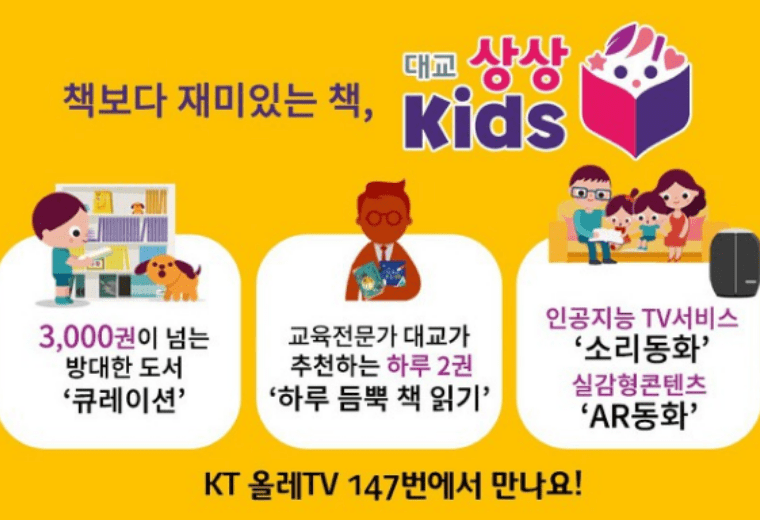 책보다 재미있는 책,
대교 상상
Kids
3,000권이 넘는
방대한 도서
‘큐레이션’
교육전문가 대교가
추천하는 하루 2권
‘하루 듬뿍 책 읽기’
인공지능 TV서비스
‘소리동화’
실감형콘텐츠
‘AR동화’
KT 올레TV 147번에서 만나요!